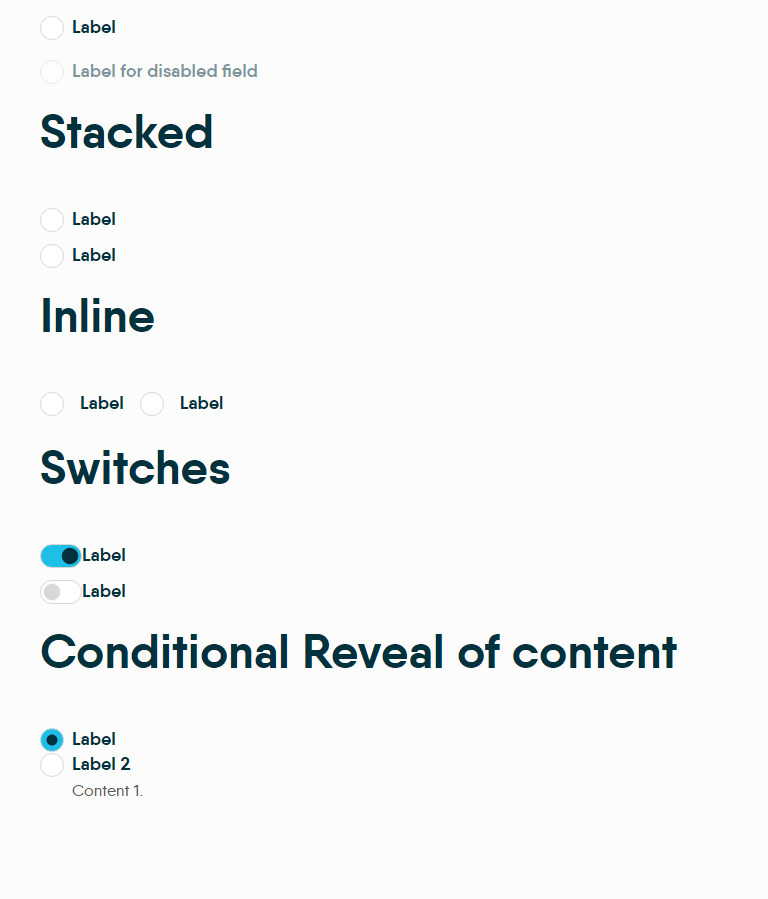 Label
Label for disabled field
Stacked
Label
Label
Inline
Label Label
Switches
Label
Label
Conditional Reveal of content
Label
Label 2
Content 1.